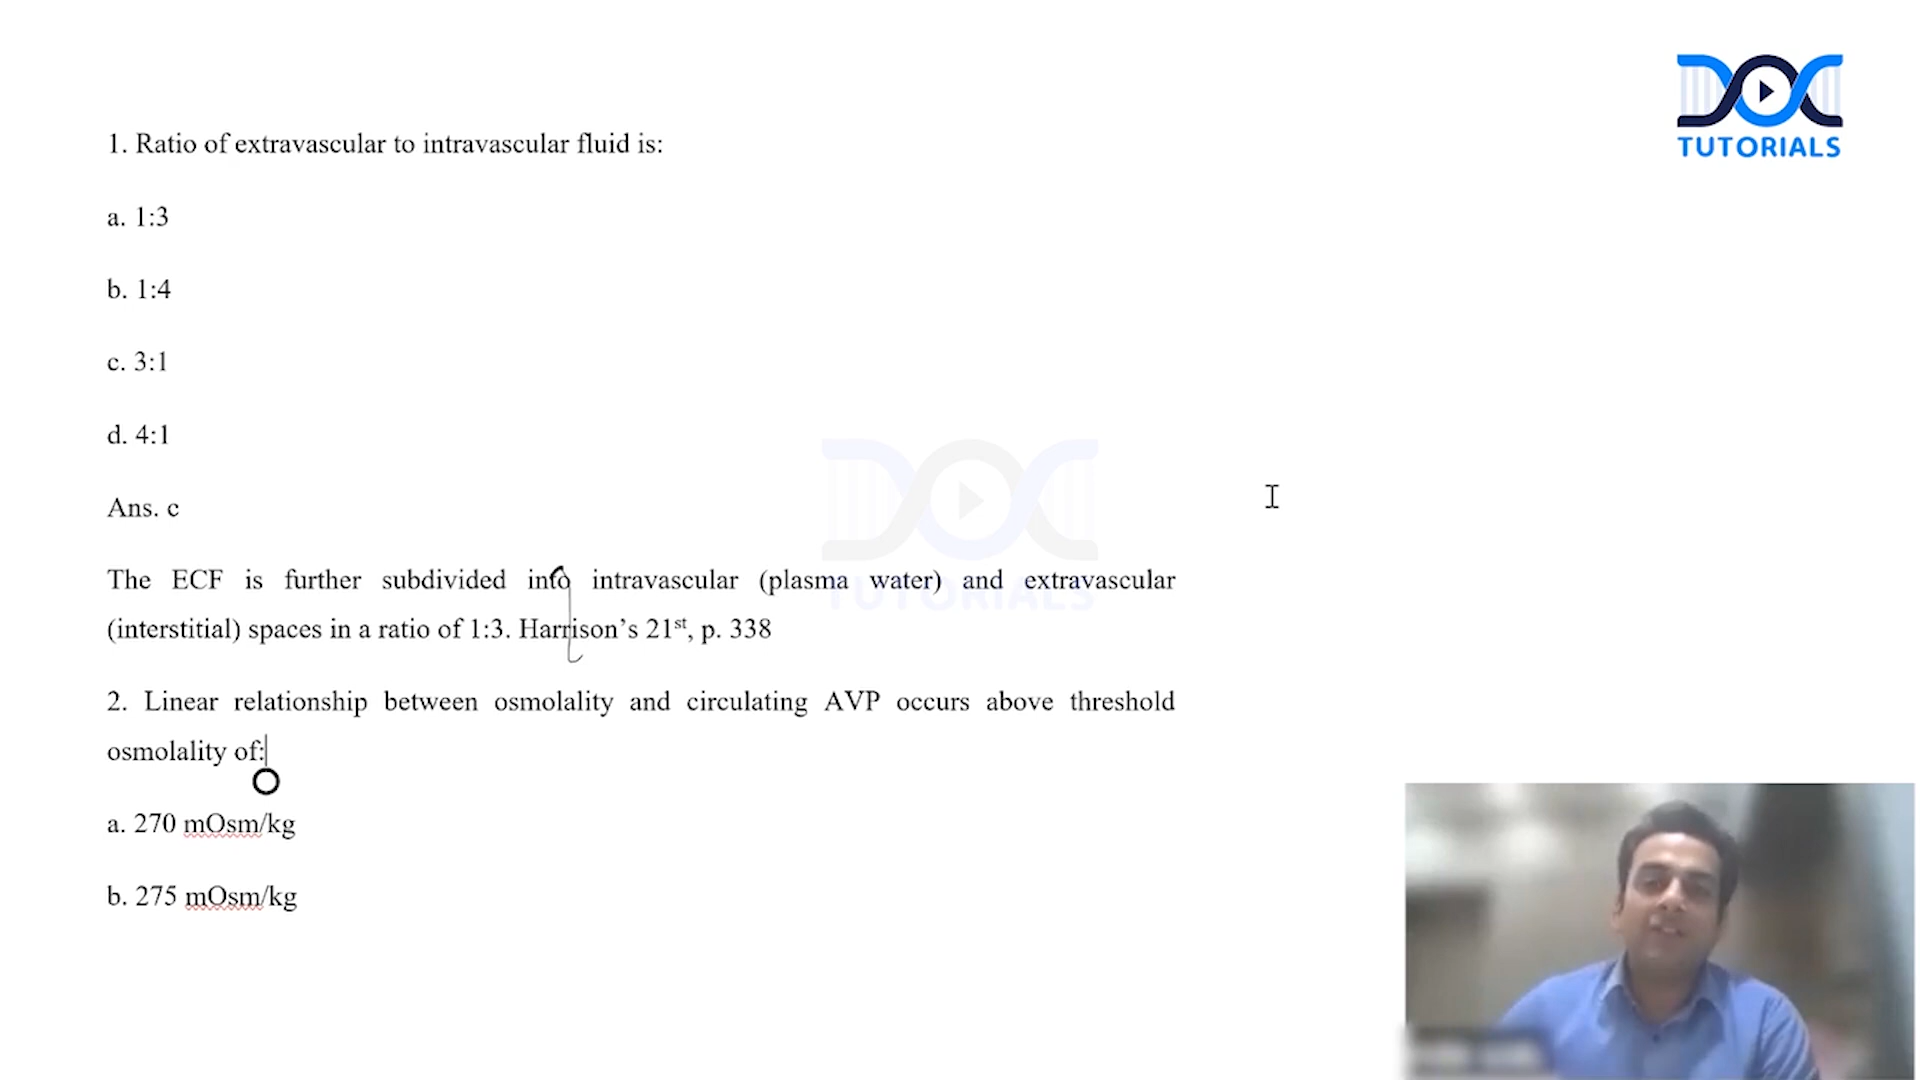 DOC
TUTORIALS
1. Ratio of extravascular to intravascular fluid is:
a. 1:3
b. 1:4
c. 3:1
d. 4:1
Ans. c
The ECF is further subdivided into intravascular (plasma water) and extravascular
(interstitial) spaces in a ratio of 1:3. Harrison’s 21st, p. 338
2. Linear relationship between osmolality and circulating AVP occurs above threshold
osmolality of:
a. 270 mOsm/kg
b. 275 mOsm/kg
DOC
TUTORIALS